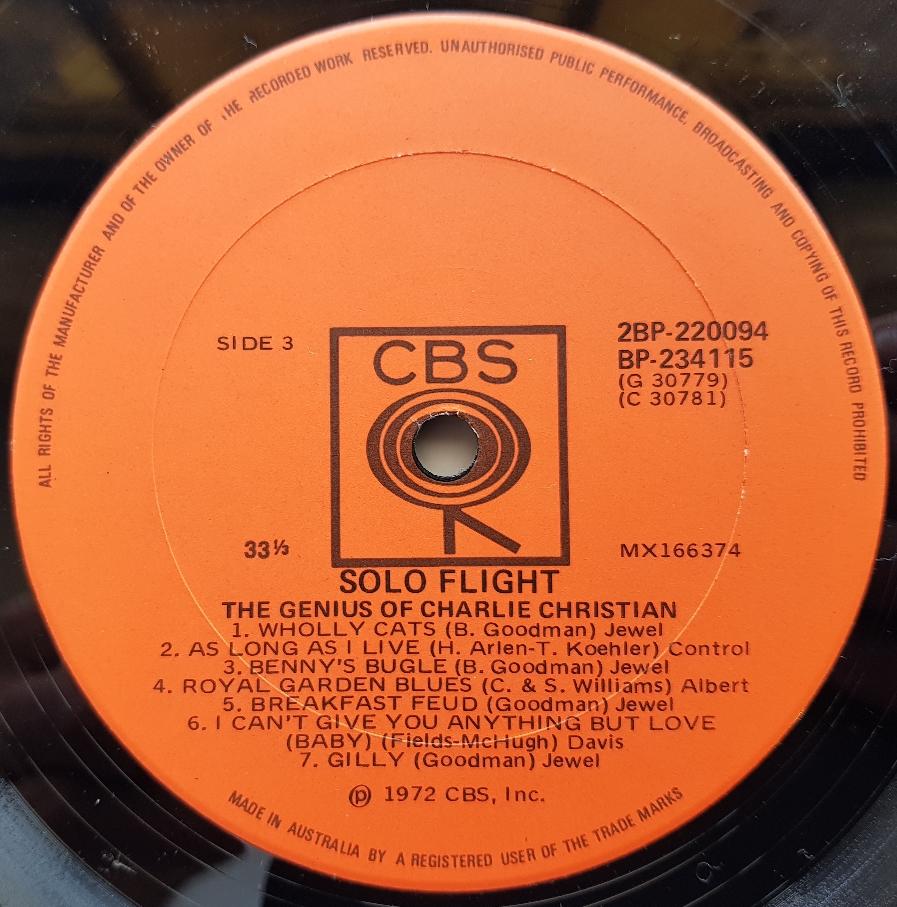 ALL RIGHTS OF THE MANUFACTURER AND OF THE OWNER OF THE RECORDED WORK RESERVED. UNAUTHORISED PUBLIC PERFORMANCE, BROADCASTING AND COPYING OF THIS RECORD PROHIBITED
SIDE 3
CBS
2BP-220094
BP-234115
(G 30779)
(C 30781)
33⅓
MX166374
SOLO FLIGHT
THE GENIUS OF CHARLIE CHRISTIAN
1. WHOLLY CATS (B. Goodman) Jewel
2. AS LONG AS I LIVE (H. Arlen-T. Koehler) Control
3. BENNY'S BUGLE (B. Goodman) Jewel
4. ROYAL GARDEN BLUES (C. & S. Williams) Albert
5. BREAKFAST FEUD (Goodman) Jewel
6. I CAN'T GIVE YOU ANYTHING BUT LOVE
(BABY) (Fields-McHugh) Davis
7. GILLY (Goodman) Jewel
℗ 1972 CBS, Inc.
MADE IN AUSTRALIA BY A REGISTERED USER OF THE TRADE MARKS